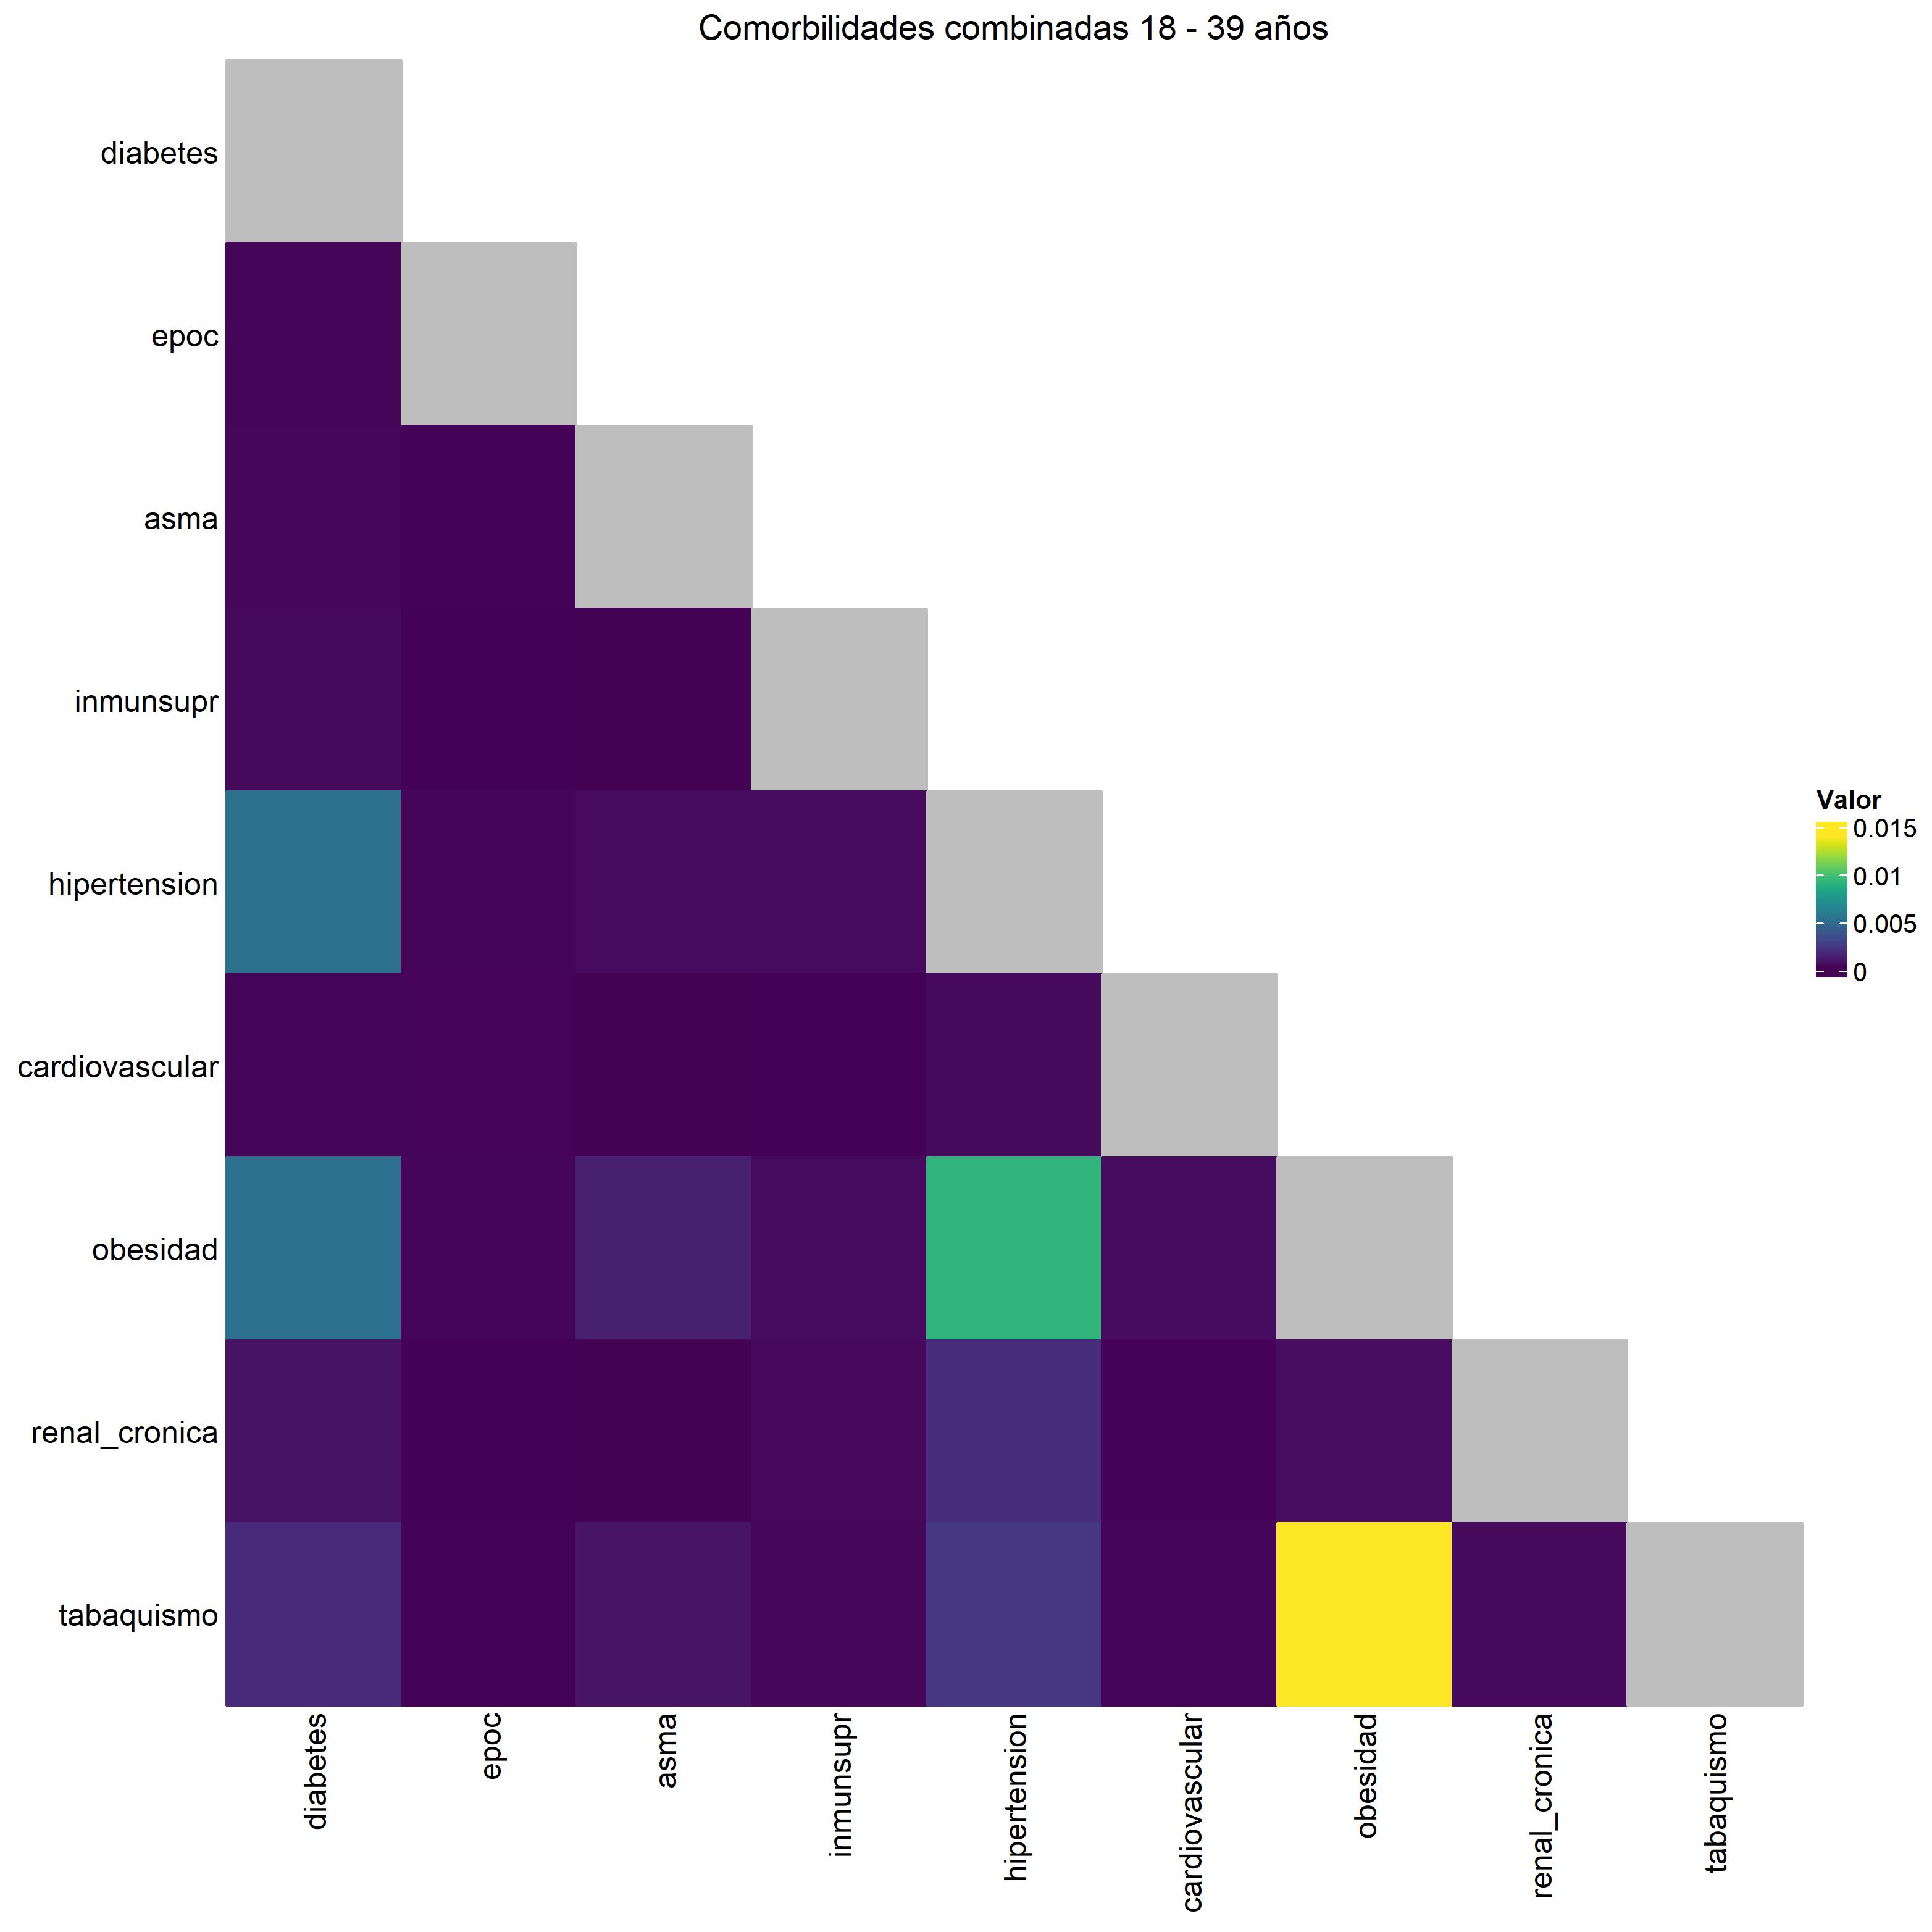 Comorbilidades combinadas 18 - 39 años
diabetes
epoc
asma
inmunsupr
hipertension
cardiovascular
obesidad
renal_cronica
tabaquismo
Valor
0.015
0.01
0.005
0
diabetes
epoc
asma
inmunsupr
hipertension
cardiovascular
obesidad
renal_cronica
tabaquismo